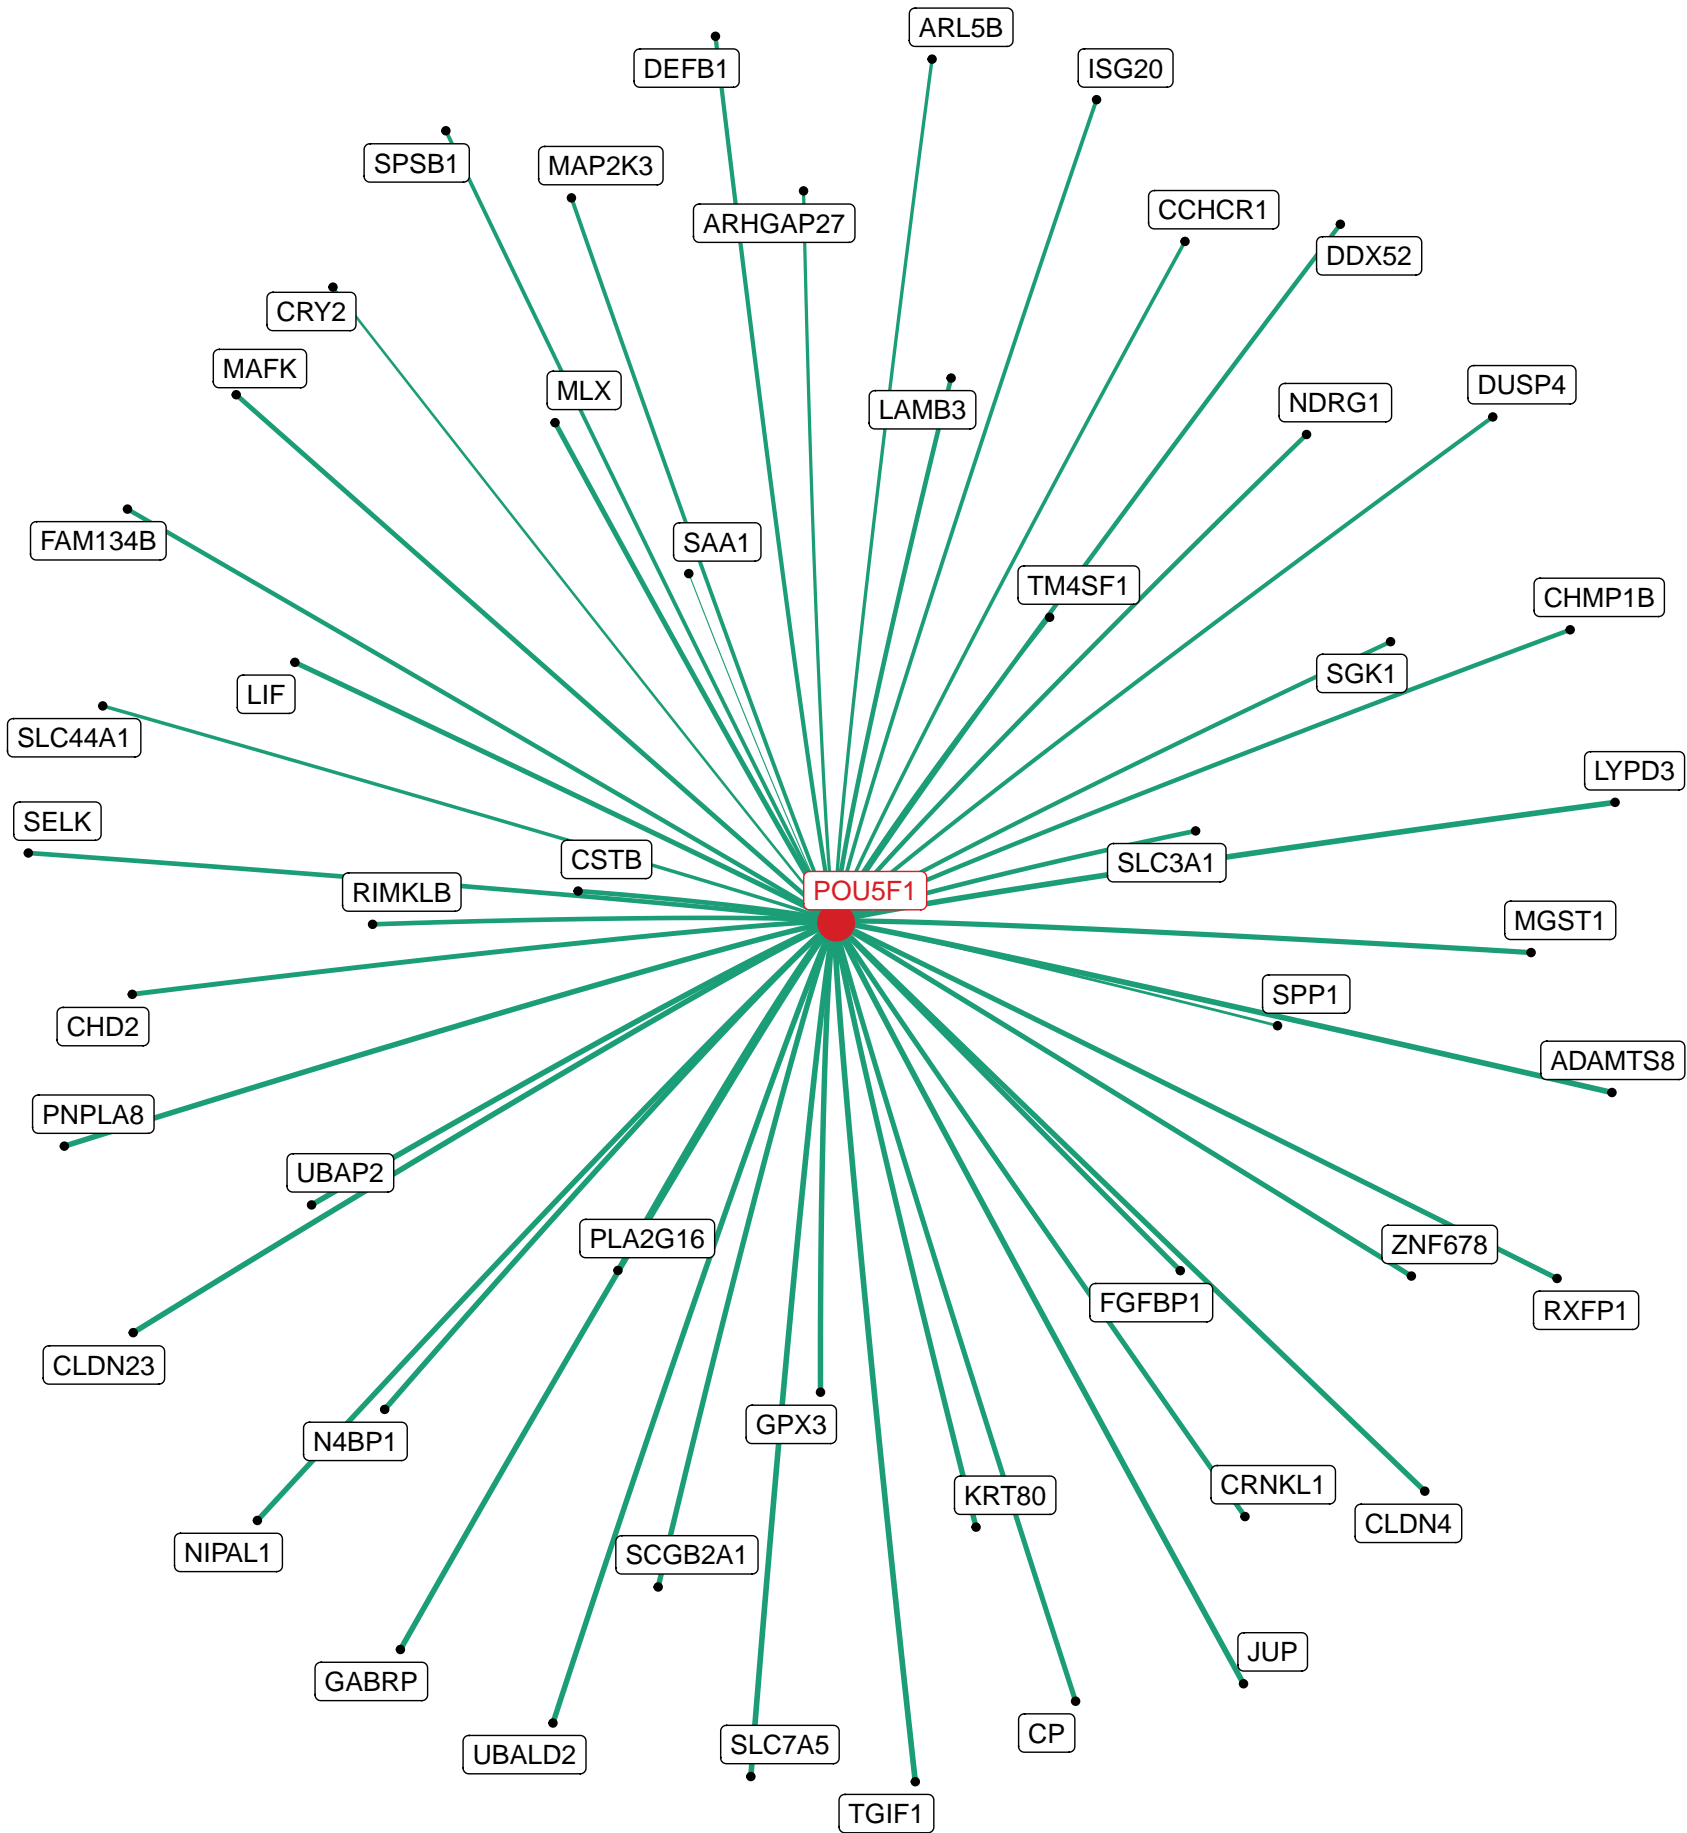 ARL5B
DEFB1
ISG20
SPSB1
MAP2K3
CCHCR1
ARHGAP27
DDX52
CRY2
MAFK
MLX
DUSP4
NDRG1
LAMB3
FAM134B
SAA1
TM4SF1
CHMP1B
SGK1
LIF
SLC44A1
LYPD3
SELK
CSTB
SLC3A1
RIMKLB
POU5F1
MGST1
SPP1
CHD2
ADAMTS8
PNPLA8
UBAP2
PLA2G16
ZNF678
FGFBP1
RXFP1
CLDN23
GPX3
N4BP1
CRNKL1
KRT80
CLDN4
NIPAL1
SCGB2A1
JUP
GABRP
CP
SLC7A5
UBALD2
TGIF1